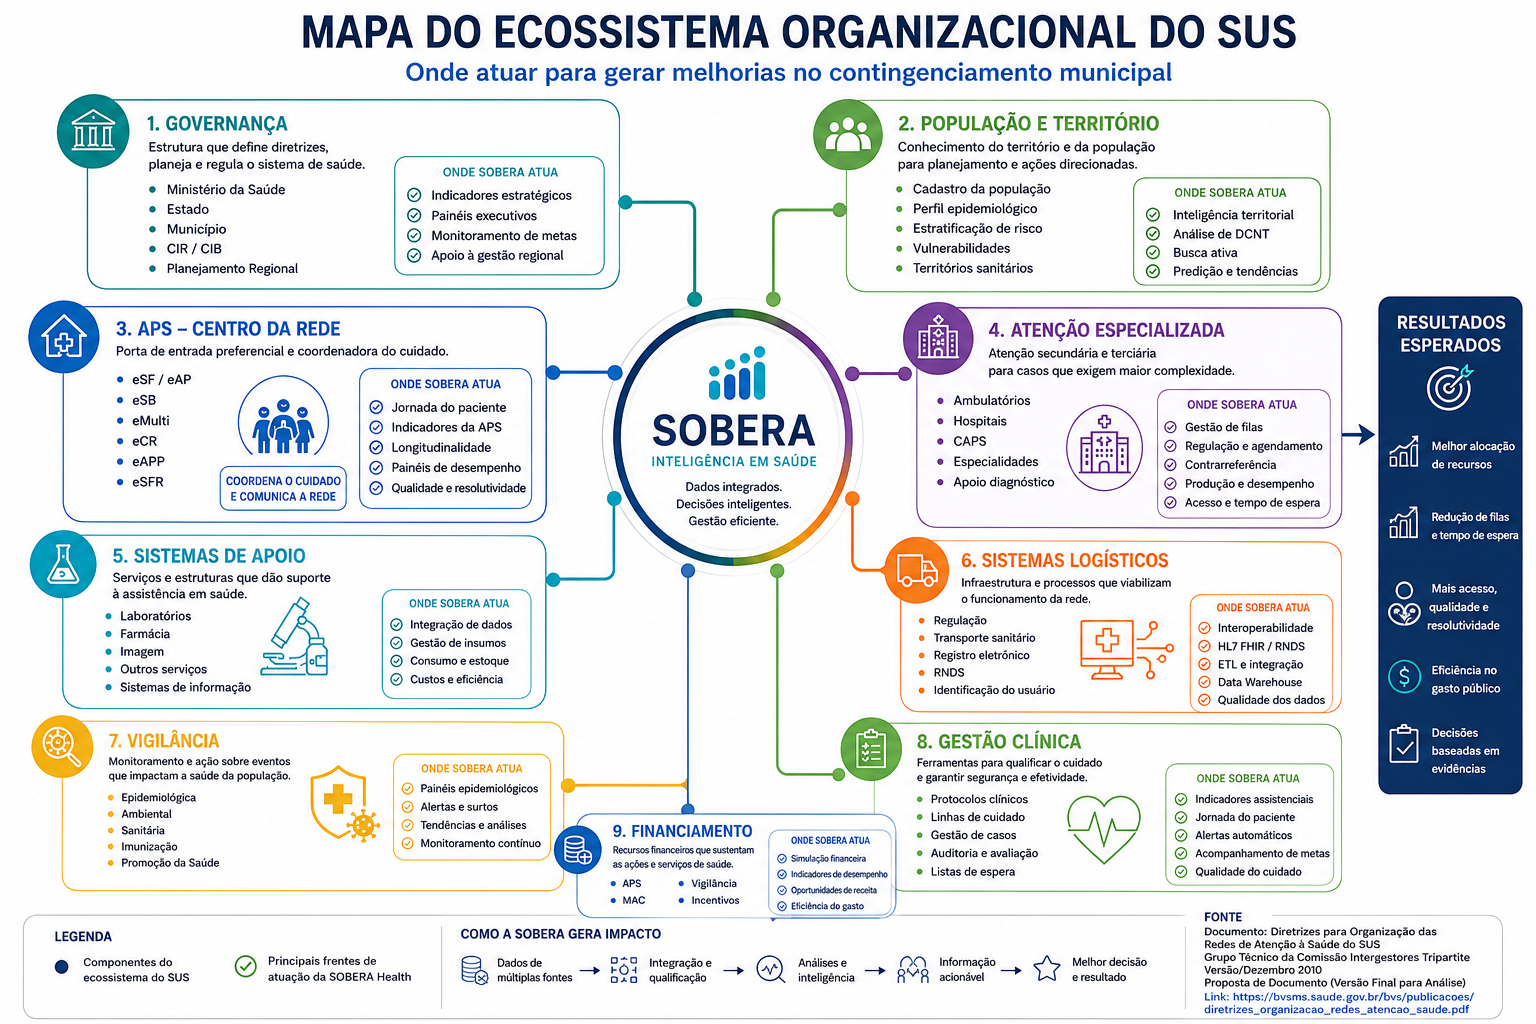 MAPA DO ECOSSISTEMA ORGANIZACIONAL DO SUS
Onde atuar para gerar melhorias no contingenciamento municipal
1. GOVERNANÇA
Estrutura que define diretrizes,
planeja e regula o sistema de saúde.
Ministério da Saúde
Estado
Município
CIR / CIB
Planejamento Regional
ONDE SOBERA ATUA
Indicadores estratégicos
Painéis executivos
Monitoramento de metas
Apoio à gestão regional
2. POPULAÇÃO E TERRITÓRIO
Conhecimento do território e da população
para planejamento e ações direcionadas.
Cadastro da população
Perfil epidemiológico
Estratificação de risco
Vulnerabilidades
Territórios sanitários
ONDE SOBERA ATUA
Inteligência territorial
Análise de DCNT
Busca ativa
Predição e tendências
3. APS – CENTRO DA REDE
Porta de entrada preferencial e coordenadora do cuidado.
eSF / eAP
eSB
eMulti
eCR
eAPP
eSFR
COORDENA O CUIDADO
E COMUNICA A REDE
ONDE SOBERA ATUA
Jornada do paciente
Indicadores da APS
Longitudinalidade
Painéis de desempenho
Qualidade e resolutividade
SOBERA
INTELIGÊNCIA EM SAÚDE
Dados integrados.
Decisões inteligentes.
Gestão eficiente.
4. ATENÇÃO ESPECIALIZADA
Atenção secundária e terciária
para casos que exigem maior complexidade.
Ambulatórios
Hospitais
CAPS
Especialidades
Apoio diagnóstico
ONDE SOBERA ATUA
Gestão de filas
Regulação e agendamento
Contrarreferência
Produção e desempenho
Acesso e tempo de espera
RESULTADOS
ESPERADOS
Melhor alocação
de recursos
Redução de filas
e tempo de espera
Mais acesso,
qualidade e
resolutividade
Eficiência no
gasto público
Decisões
baseadas em
evidências
5. SISTEMAS DE APOIO
Serviços e estruturas que dão suporte
à assistência em saúde.
Laboratórios
Farmácia
Imagem
Outros serviços
Sistemas de informação
ONDE SOBERA ATUA
Integração de dados
Gestão de insumos
Consumo e estoque
Custos e eficiência
6. SISTEMAS LOGÍSTICOS
Infraestrutura e processos que viabilizam
o funcionamento da rede.
Regulação
Transporte sanitário
Registro eletrônico
RNDS
Identificação do usuário
ONDE SOBERA ATUA
Interoperabilidade
HL7 FHIR / RNDS
ETL e integração
Data Warehouse
Qualidade dos dados
7. VIGILÂNCIA
Monitoramento e ação sobre eventos
que impactam a saúde da população.
Epidemiológica
Ambiental
Sanitária
Imunização
Promoção da Saúde
ONDE SOBERA ATUA
Painéis epidemiológicos
Alertas e surtos
Tendências e análises
Monitoramento contínuo
8. GESTÃO CLÍNICA
Ferramentas para qualificar o cuidado
e garantir segurança e efetividade.
Protocolos clínicos
Linhas de cuidado
Gestão de casos
Auditoria e avaliação
Listas de espera
ONDE SOBERA ATUA
Indicadores assistenciais
Jornada do paciente
Alertas automáticos
Acompanhamento de metas
Qualidade do cuidado
9. FINANCIAMENTO
Recursos financeiros que sustentam
as ações e serviços de saúde.
APS
MAC
Vigilância
Incentivos
ONDE SOBERA ATUA
Simulação financeira
Indicadores de desempenho
Oportunidades de receita
Eficiência do gasto
LEGENDA
Componentes do
ecossistema do SUS
Principais frentes de
atuação da SOBERA Health
COMO A SOBERA GERA IMPACTO
Dados de
múltiplas fontes
Integração e
qualificação
Análises e
inteligência
Informação
acionável
Melhor decisão
e resultado
$
FONTE
Documento: Diretrizes para Organização das
Redes de Atenção à Saúde do SUS
Grupo Técnico da Comissão Intergestores Tripartite
Versão/Dezembro 2010
Proposta de Documento (Versão Final para Análise)
Link: https://bvsms.saude.gov.br/bvs/publicacoes/
diretrizes_organizacao_redes_atencao_saude.pdf